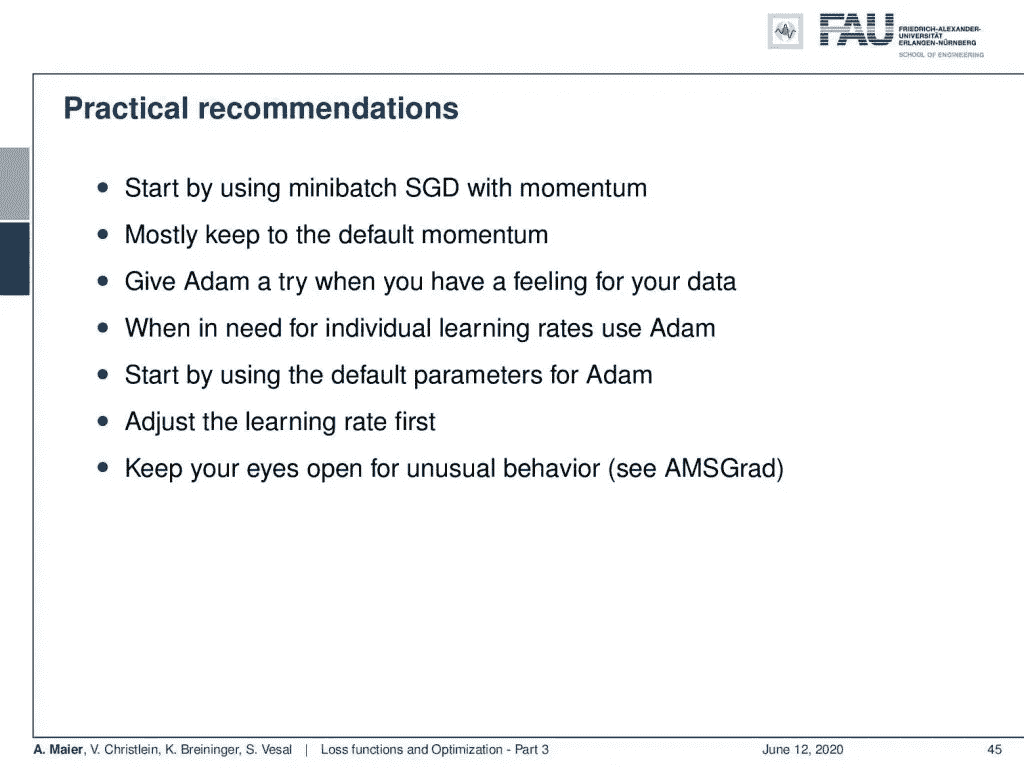 FAU
FRIEDRICH-ALEXANDER-
UNIVERSITÄT
ERLANGEN-NÜRNBERG
SCHOOL OF ENGINEERING
Practical recommendations
• Start by using minibatch SGD with momentum
• Mostly keep to the default momentum
• Give Adam a try when you have a feeling for your data
• When in need for individual learning rates use Adam
• Start by using the default parameters for Adam
• Adjust the learning rate first
• Keep your eyes open for unusual behavior (see AMSGrad)
A. Maier, V. Christlein, K. Breininger, S. Vesal | Loss functions and Optimization - Part 3 June 12, 2020 45